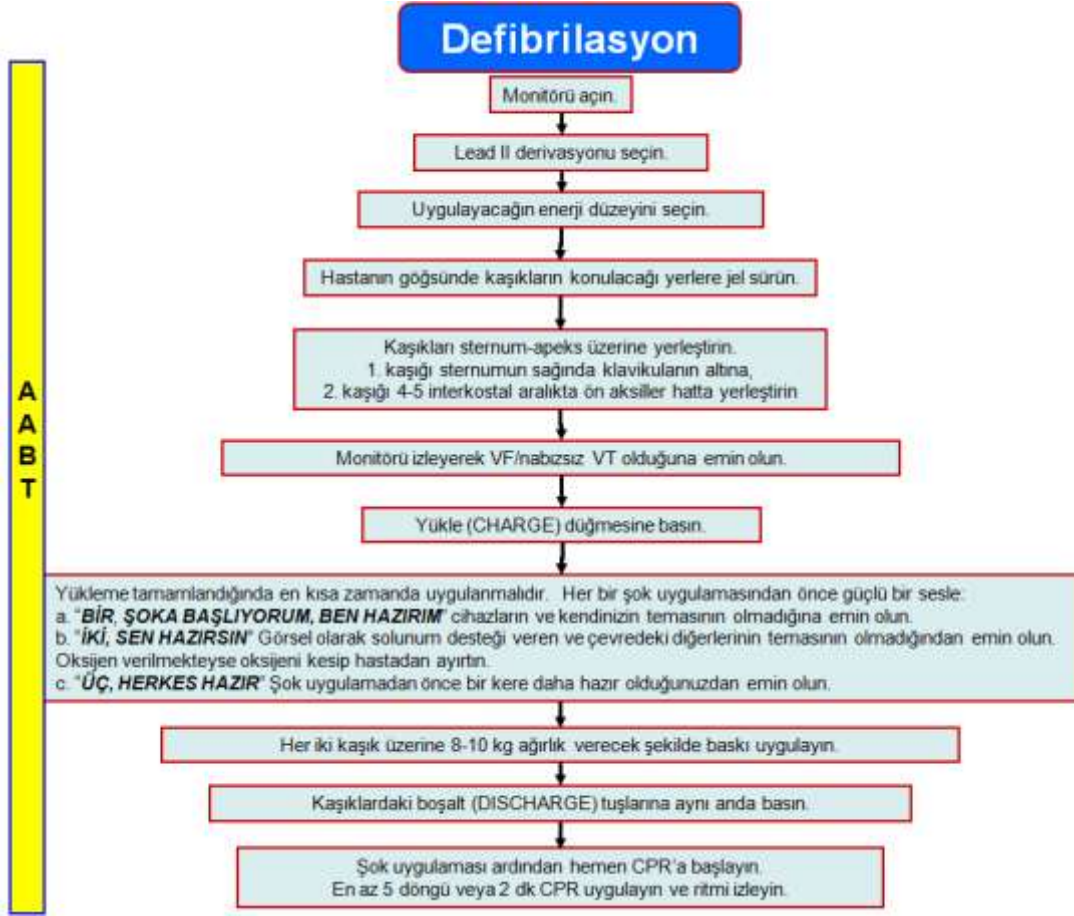 Defibrilasyon
A
A
B
T
Monitörü açın.
Lead II derivasyonu seçin.
Uygulayacağın enerji düzeyini seçin.
Hastanın göğsünde kaşıkların konulacağı yerlere jel sürün.
Kaşıkları sternum-apeks üzerine yerleştirin.
1. kaşığı sternumun sağında klavikulanın altına,
2. kaşığı 4-5 interkostal aralıkta ön aksiller hatta yerleştirin
Monitörü izleyerek VF/nabızsız VT olduğuna emin olun.
Yükle (CHARGE) düğmesine basın.
Yükleme tamamlandığında en kısa zamanda uygulanmalıdır. Her bir şok uygulamasından önce güçlü bir sesle:
a. "BİR, ŞOKA BAŞLIYORUM, BEN HAZIRIM" cihazların ve kendinizin temasının olmadığına emin olun.
b. "İKİ, SEN HAZIRSIN" Görsel olarak solunum desteği veren ve çevredeki diğerlerinin temasının olmadığından emin olun.
Oksijen verilmekteyse oksijeni kesip hastadan ayırtın.
c. "ÜÇ, HERKES HAZIR" Şok uygulamadan önce bir kere daha hazır olduğunuzdan emin olun.
Her iki kaşık üzerine 8-10 kg ağırlık verecek şekilde baskı uygulayın.
Kaşıklardaki boşalt (DISCHARGE) tuşlarına aynı anda basın.
Şok uygulaması ardından hemen CPR'a başlayın.
En az 5 döngü veya 2 dk CPR uygulayın ve ritmi izleyin.